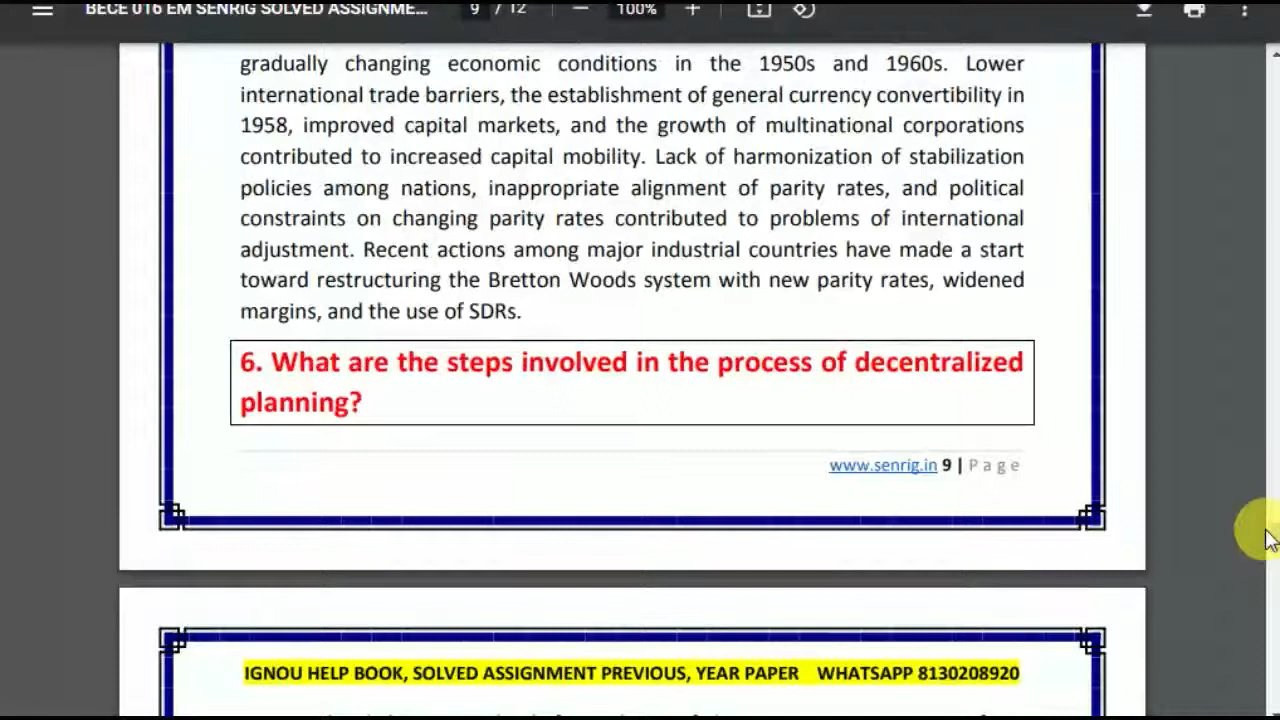 BECE 016 EM SENRiG SOLVED ASSIGNME...
9 / 12
100%
gradually changing economic conditions in the 1950s and 1960s. Lower
international trade barriers, the establishment of general currency convertibility in
1958, improved capital markets, and the growth of multinational corporations
contributed to increased capital mobility. Lack of harmonization of stabilization
policies among nations, inappropriate alignment of parity rates, and political
constraints on changing parity rates contributed to problems of international
adjustment. Recent actions among major industrial countries have made a start
toward restructuring the Bretton Woods system with new parity rates, widened
margins, and the use of SDRs.
6. What are the steps involved in the process of decentralized
planning?
www.senrig.in 9 | Page
IGNOU HELP BOOK, SOLVED ASSIGNMENT PREVIOUS, YEAR PAPER WHATSAPP 8130208920